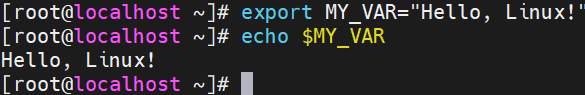 [root@localhost ~]# export MY_VAR="Hello, Linux!"
[root@localhost ~]# echo $MY_VAR
Hello, Linux!
[root@localhost ~]#